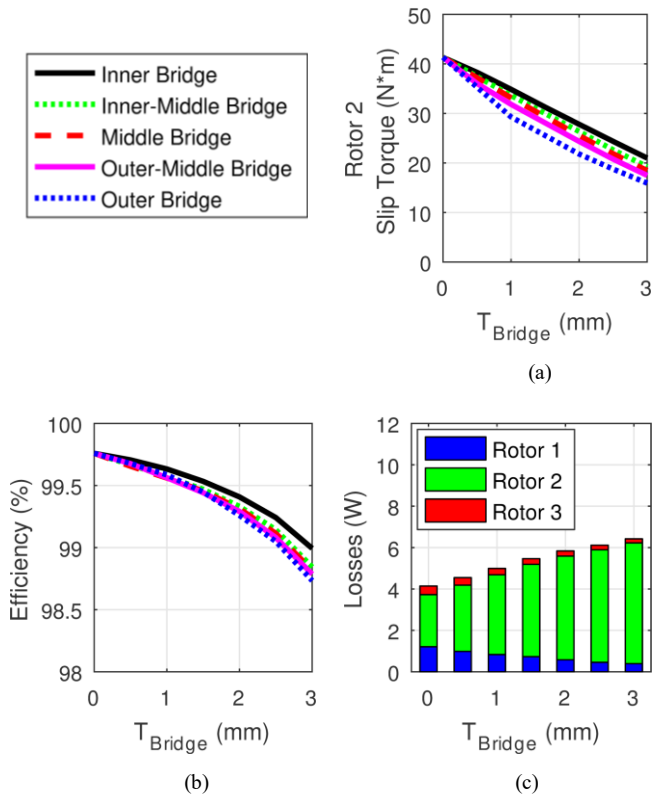 Inner Bridge
Inner-Middle Bridge
Middle Bridge
Outer-Middle Bridge
Outer Bridge
Rotor 2
Slip Torque (N*m)
50
40
30
20
10
0
0 1 2 3
T_Bridge (mm)
(a)
Efficiency (%)
100
99.5
99
98.5
98
0 1 2 3
T_Bridge (mm)
(b)
Losses (W)
12
10
8
6
4
2
0
Rotor 1
Rotor 2
Rotor 3
0 1 2 3
T_Bridge (mm)
(c)